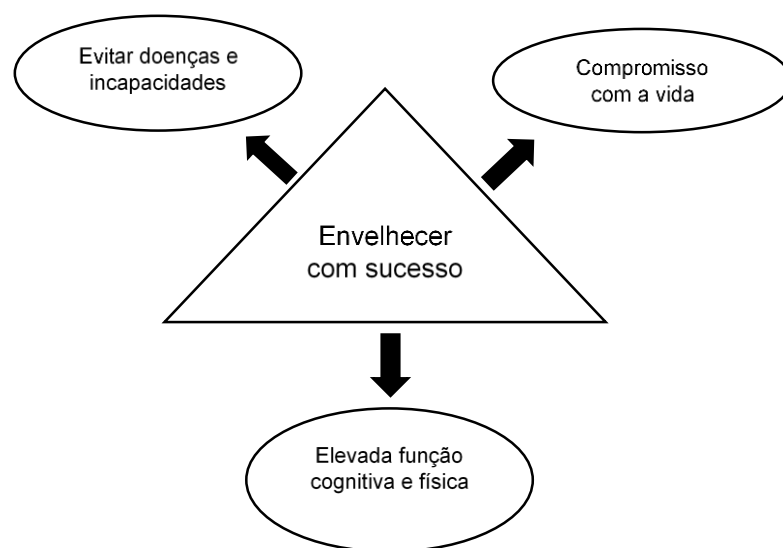 Evitar doenças e
incapacidades
Compromisso
com a vida
Envelhecer
com sucesso
Elevada função
cognitiva e física